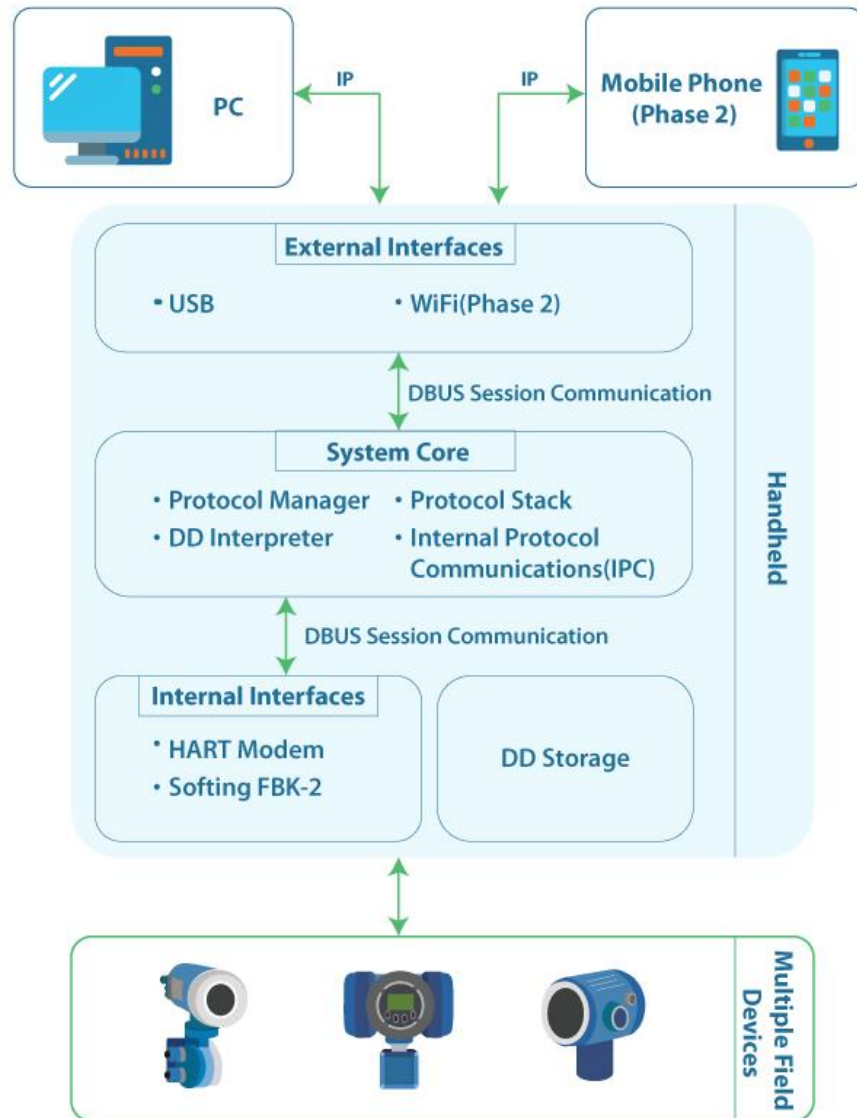 PC
IP
IP
Mobile Phone
(Phase 2)
External Interfaces
• USB
• WiFi(Phase 2)
DBUS Session Communication
System Core
• Protocol Manager
• DD Interpreter
• Protocol Stack
• Internal Protocol
Communications(IPC)
DBUS Session Communication
Internal Interfaces
• HART Modem
• Softing FBK-2
DD Storage
Handheld
Multiple Field
Devices